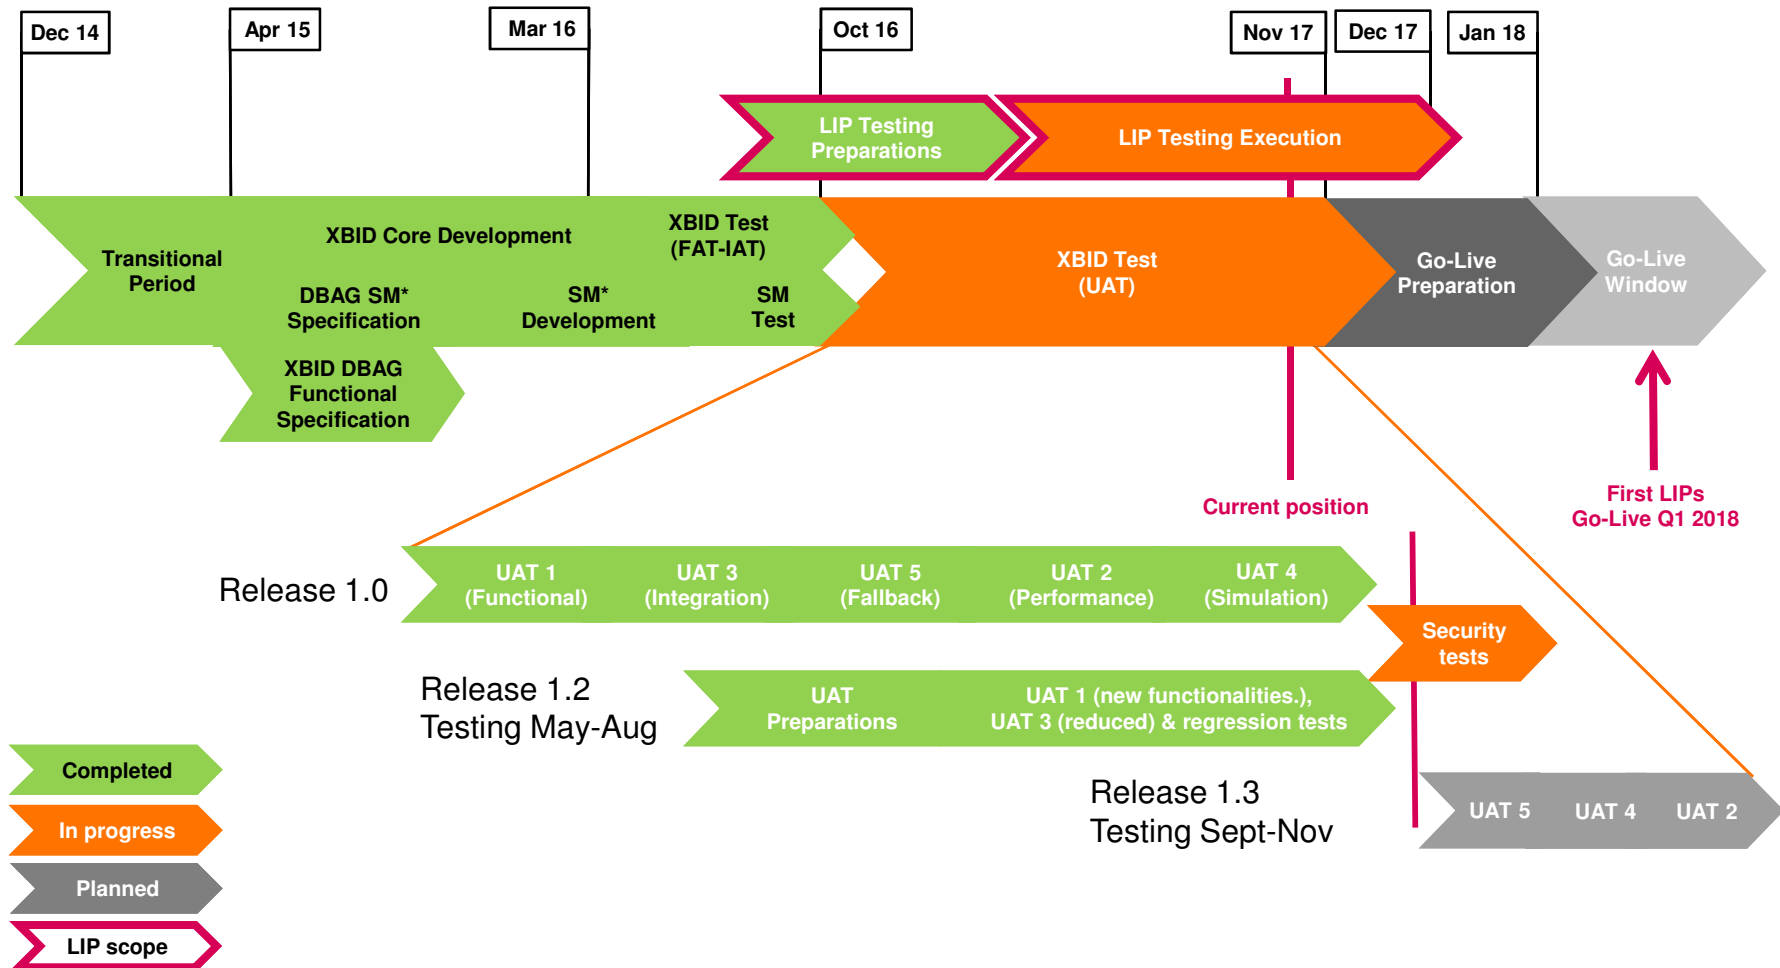 Dec 14
Apr 15
Mar 16
Oct 16
Nov 17
Dec 17
Jan 18
LIP Testing
Preparations
LIP Testing Execution
Transitional
Period
XBID Core Development
XBID Test
(FAT-IAT)
DBAG SM*
Specification
SM*
Development
SM
Test
XBID DBAG
Functional
Specification
XBID Test
(UAT)
Go-Live
Preparation
Go-Live
Window
Current position
First LIPs
Go-Live Q1 2018
Release 1.0
UAT 1
(Functional)
UAT 3
(Integration)
UAT 5
(Fallback)
UAT 2
(Performance)
UAT 4
(Simulation)
Security
tests
Release 1.2
Testing May-Aug
UAT
Preparations
UAT 1 (new functionalities.),
UAT 3 (reduced) & regression tests
Release 1.3
Testing Sept-Nov
UAT 5
UAT 4
UAT 2
Completed
In progress
Planned
LIP scope